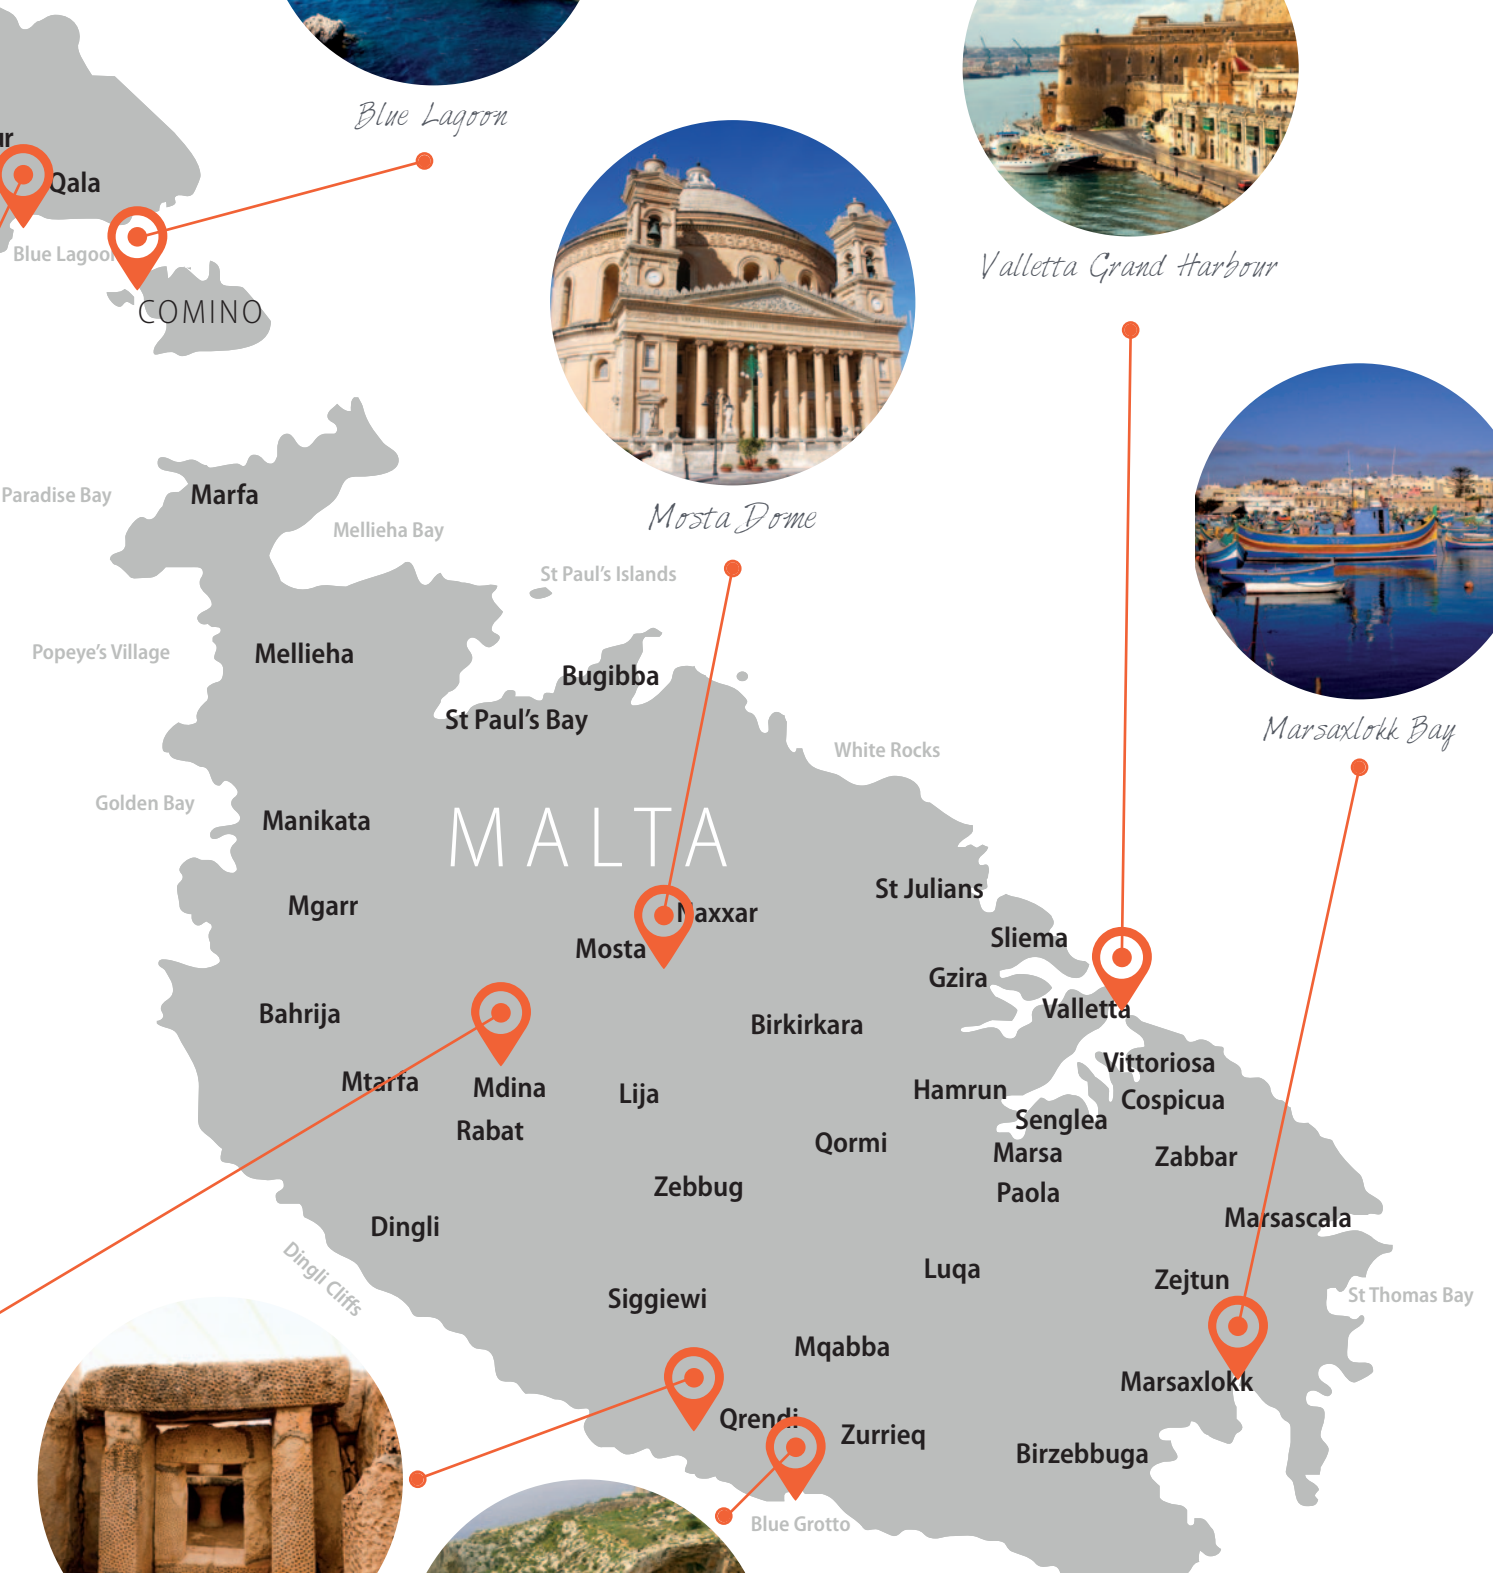 Blue Lagoon
Qala
Blue Lagoon
COMINO
Valletta Grand Harbour
Mosta Dome
Marsaxlokk Bay
Paradise Bay
Marfa
Mellieha Bay
St Paul's Islands
Popeye's Village
Mellieha
Bugibba
St Paul's Bay
White Rocks
Golden Bay
Manikata
MALTA
Mgarr
Naxxar
Mosta
St Julians
Sliema
Gzira
Valletta
Bahrija
Birkirkara
Mtarfa
Mdina
Lija
Rabat
Vittoriosa
Hamrun
Cospicua
Senglea
Qormi
Marsa
Zabbar
Zebbug
Paola
Dingli
Marsascala
Dingli Cliffs
Luqa
Zejtun
St Thomas Bay
Siggiewi
Mqabba
Marsaxlokk
Qrendi
Zurrieq
Birzebbuga
Blue Grotto